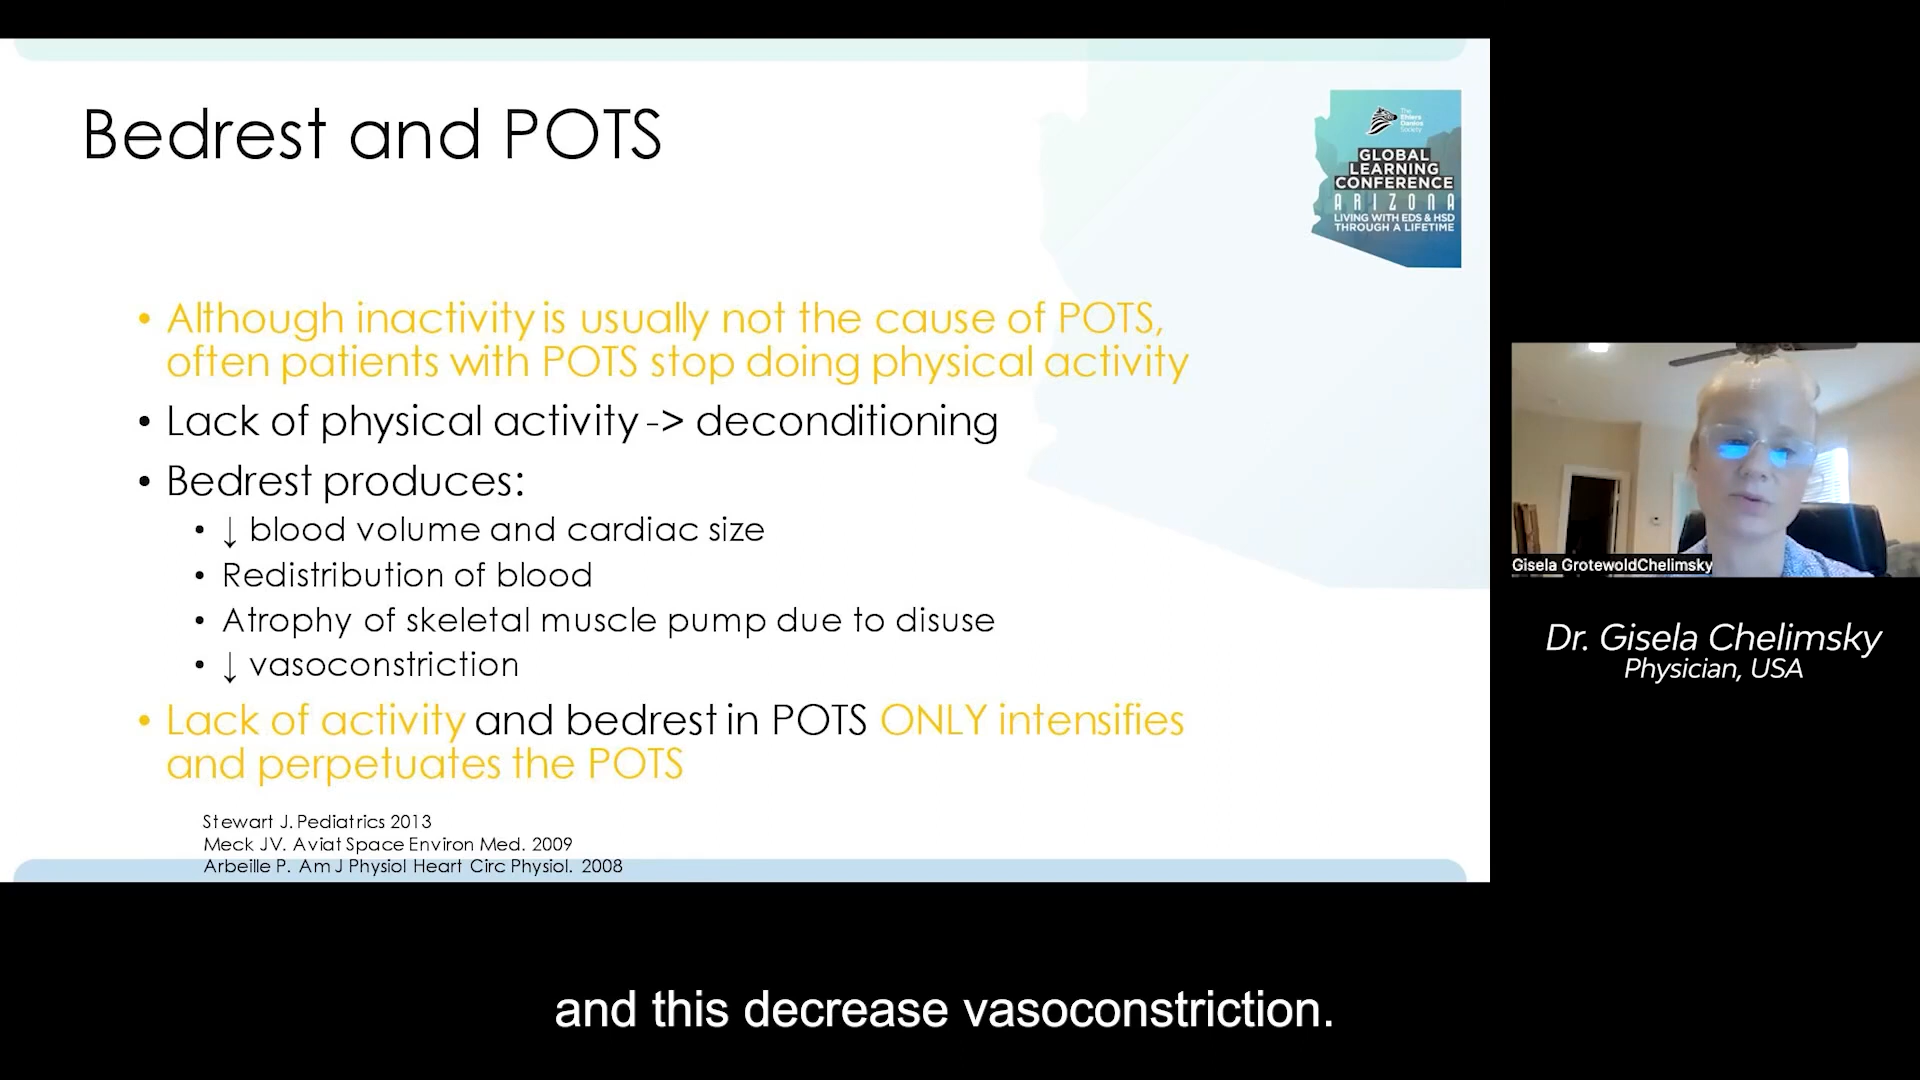 Bedrest and POTS
The
Ehlers
Danlos
Society
GLOBAL
LEARNING
CONFERENCE
ARIZONA
LIVING WITH EDS & HSD
THROUGH A LIFETIME
• Although inactivity is usually not the cause of POTS,
often patients with POTS stop doing physical activity
• Lack of physical activity -> deconditioning
• Bedrest produces:
• ↓ blood volume and cardiac size
• Redistribution of blood
• Atrophy of skeletal muscle pump due to disuse
• ↓ vasoconstriction
• Lack of activity and bedrest in POTS ONLY intensifies
and perpetuates the POTS
Stewart J. Pediatrics 2013
Meck JV. Aviat Space Environ Med. 2009
Arbeille P. Am J Physiol Heart Circ Physiol. 2008
Gisela GrotewoldChelimsky
Dr. Gisela Chelimsky
Physician, USA
and this decrease vasoconstriction.